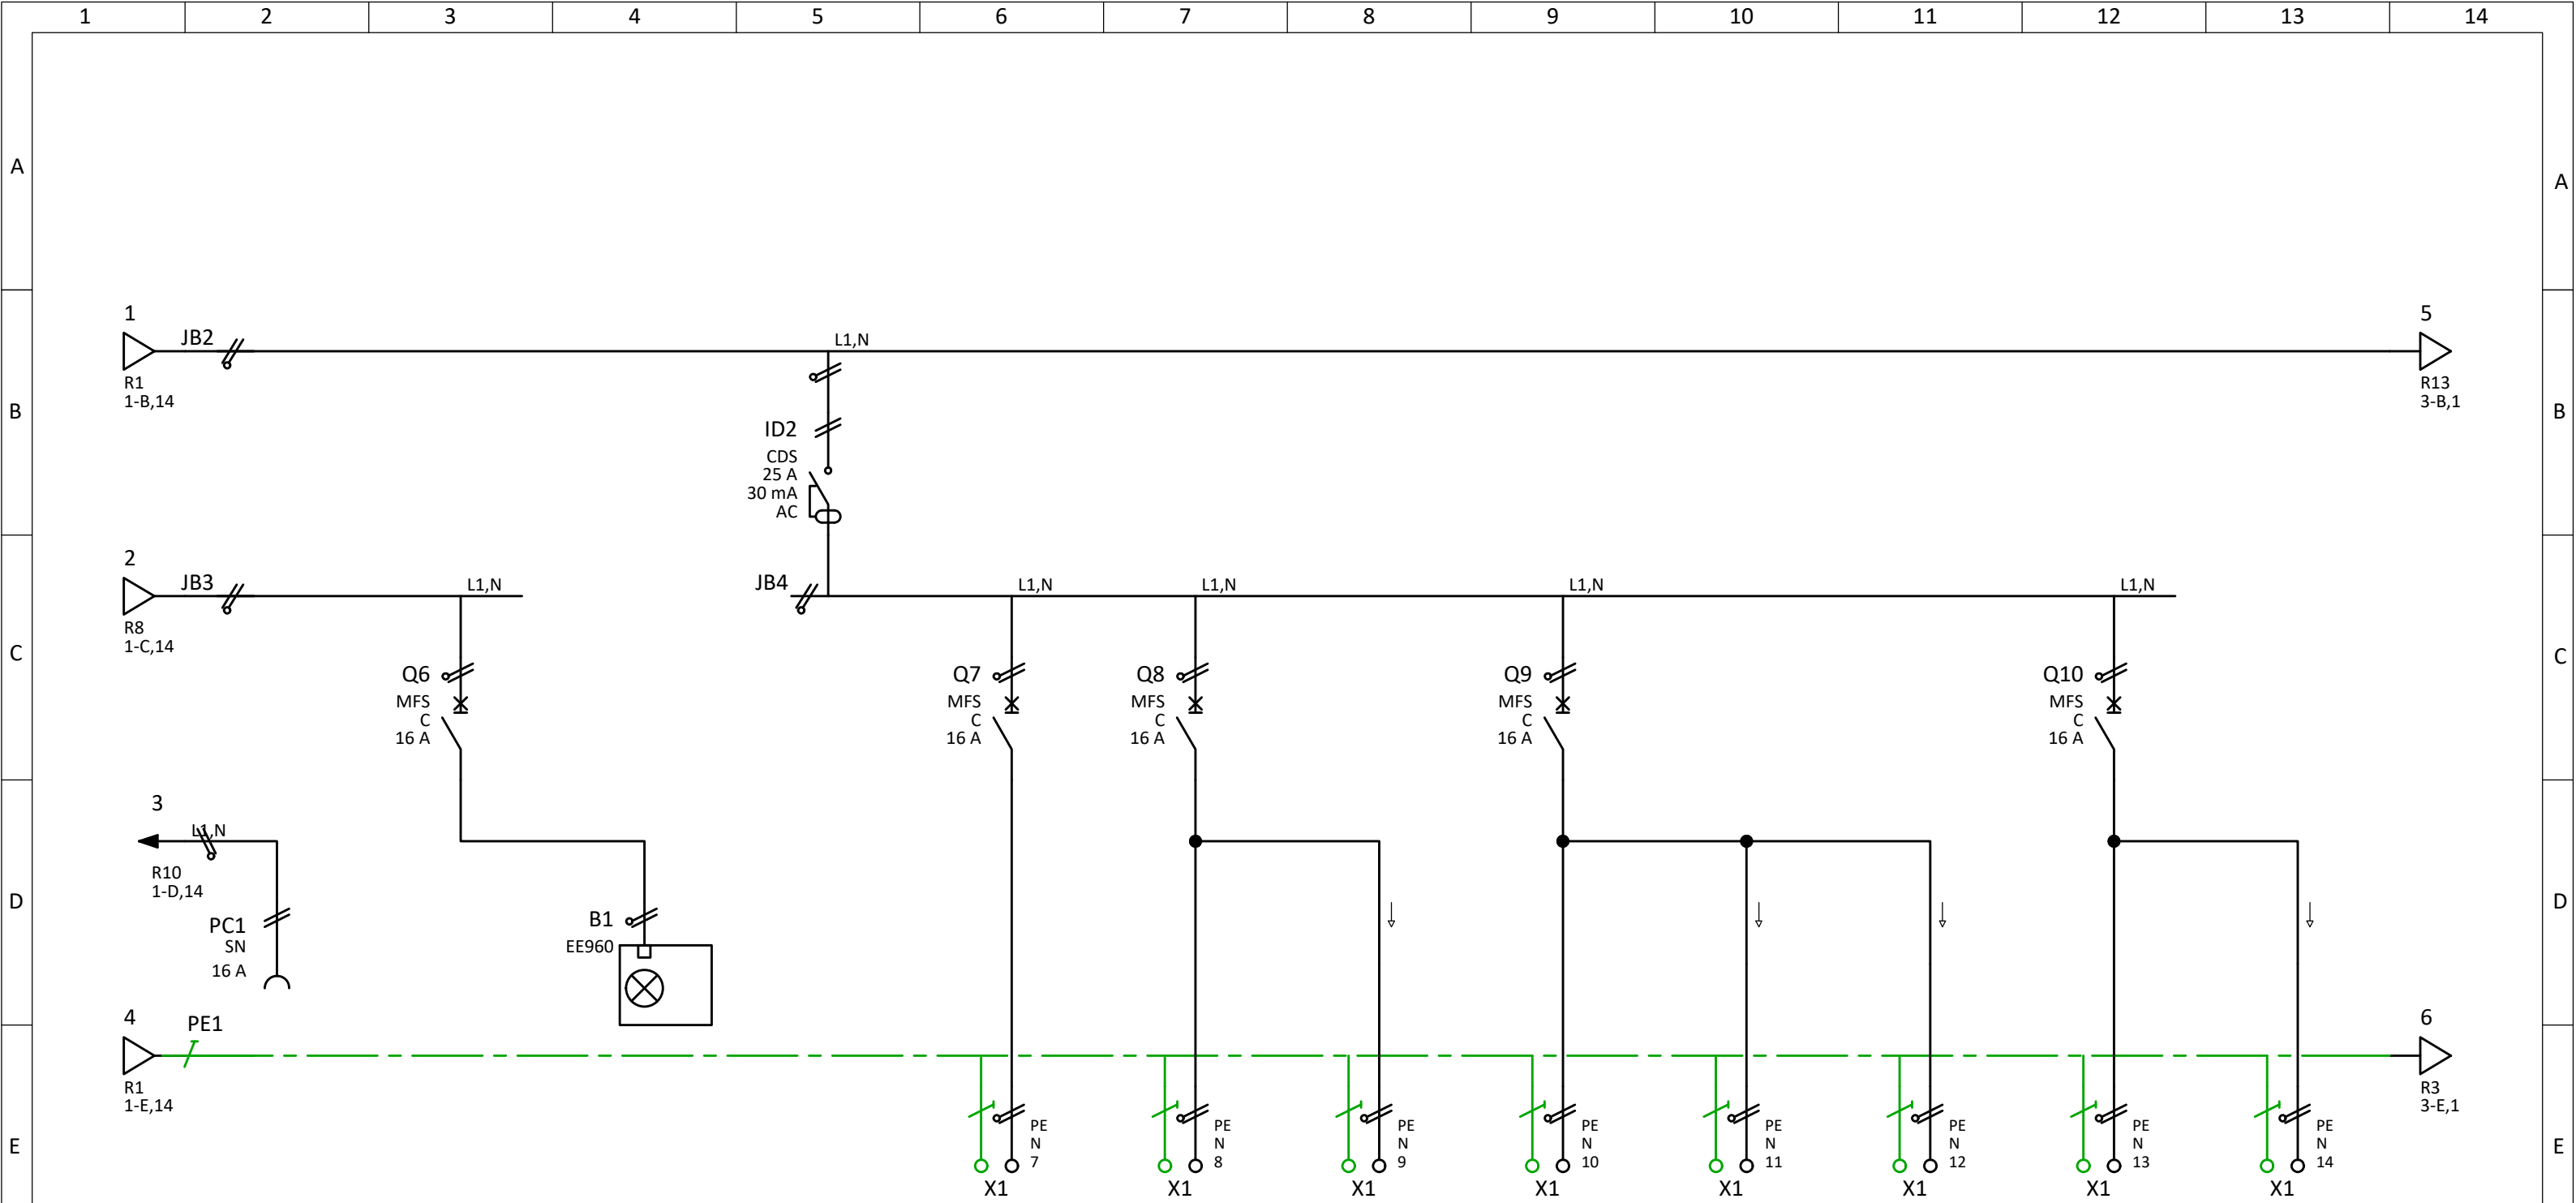 1 2 3 4 5 6 7 8 9 10 11 12 13 14
A A
1 5
JB2 L1,N
R1 R13
1-B,14 3-B,1
B B
ID2
CDS
25 A
30 mA
AC
2
JB3 L1,N JB4 L1,N L1,N L1,N L1,N
R8
1-C,14
C C
Q6 Q7 Q8 Q9 Q10
MFS MFS MFS MFS MFS
C C C C C
16 A 16 A 16 A 16 A 16 A
3
L1,N
R10
1-D,14
D D
PC1 B1
SN EE960
16 A
4 6
PE1
R1 R3
1-E,14 3-E,1
PE PE PE PE PE PE PE PE
E N N N N N N N N E
7 8 9 10 11 12 13 14
X1 X1 X1 X1 X1 X1 X1 X1